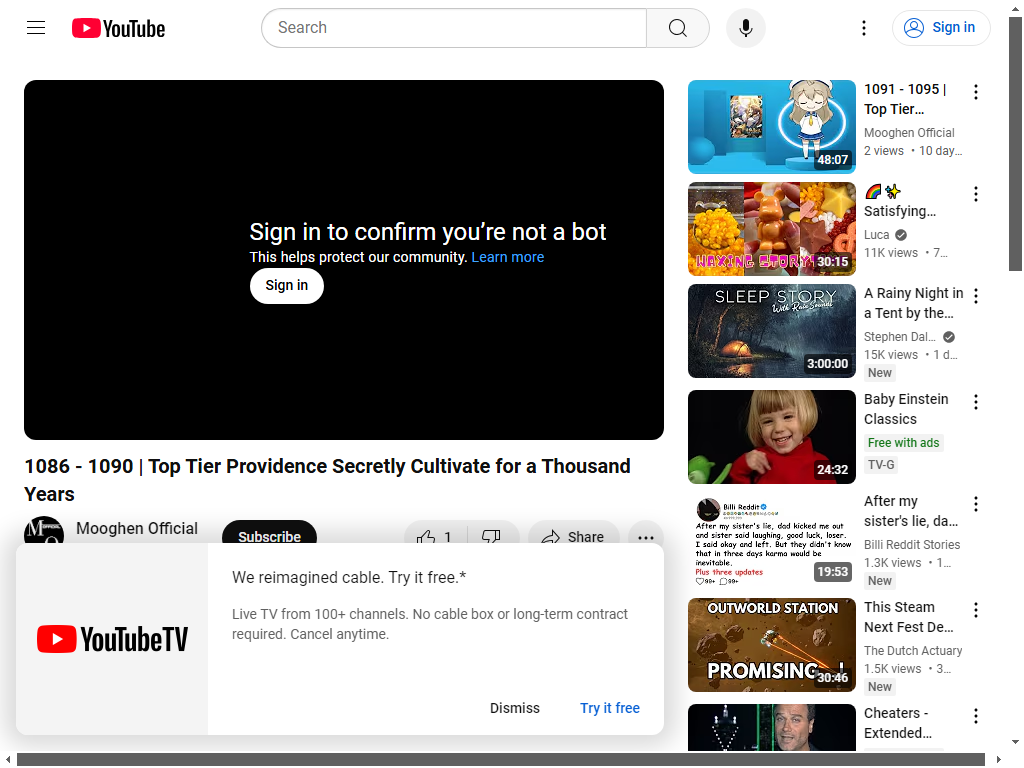 YouTube
Search
Sign in
Sign in to confirm you're not a bot
This helps protect our community. Learn more
Sign in
1086 - 1090 | Top Tier Providence Secretly Cultivate for a Thousand
Years
Mooghen Official
Subscribe
1
Share
YouTubeTV
We reimagined cable. Try it free.*
Live TV from 100+ channels. No cable box or long-term contract
required. Cancel anytime.
Dismiss
Try it free
48:07
1091 - 1095 |
Top Tier…
Mooghen Official
2 views • 10 day…
WAXING STORY
30:15
🌈✨
Satisfying…
Luca
11K views • 7…
SLEEP STORY
With Rain Sounds
3:00:00
A Rainy Night in
a Tent by the…
Stephen Dal…
15K views • 1 d…
New
24:32
Baby Einstein
Classics
Free with ads
TV-G
Billi Reddit
After my sister's lie, dad kicked me out
and sister said laughing, good luck, loser.
I said okay and left. But they didn't know
that in three days karma would be
inevitable.
Plus three updates
99+ 99+
19:53
After my
sister's lie, da…
Billi Reddit Stories
1.3K views • 1…
New
OUTWORLD STATION
PROMISING
30:46
This Steam
Next Fest De…
The Dutch Actuary
1.5K views • 3…
New
Cheaters -
Extended…